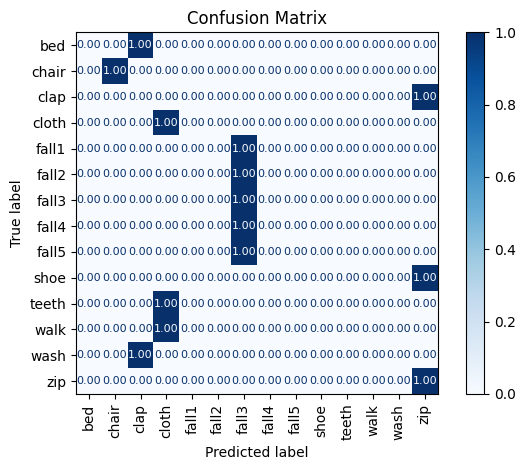 Confusion Matrix
True label
bed 0.00 0.00 1.00 0.00 0.00 0.00 0.00 0.00 0.00 0.00 0.00 0.00 0.00 0.00
chair 0.00 1.00 0.00 0.00 0.00 0.00 0.00 0.00 0.00 0.00 0.00 0.00 0.00 0.00
clap 0.00 0.00 0.00 0.00 0.00 0.00 0.00 0.00 0.00 0.00 0.00 0.00 0.00 1.00
cloth 0.00 0.00 0.00 1.00 0.00 0.00 0.00 0.00 0.00 0.00 0.00 0.00 0.00 0.00
fall1 0.00 0.00 0.00 0.00 0.00 0.00 1.00 0.00 0.00 0.00 0.00 0.00 0.00 0.00
fall2 0.00 0.00 0.00 0.00 0.00 0.00 1.00 0.00 0.00 0.00 0.00 0.00 0.00 0.00
fall3 0.00 0.00 0.00 0.00 0.00 0.00 1.00 0.00 0.00 0.00 0.00 0.00 0.00 0.00
fall4 0.00 0.00 0.00 0.00 0.00 0.00 1.00 0.00 0.00 0.00 0.00 0.00 0.00 0.00
fall5 0.00 0.00 0.00 0.00 0.00 0.00 1.00 0.00 0.00 0.00 0.00 0.00 0.00 0.00
shoe 0.00 0.00 0.00 0.00 0.00 0.00 0.00 0.00 0.00 0.00 0.00 0.00 0.00 1.00
teeth 0.00 0.00 0.00 1.00 0.00 0.00 0.00 0.00 0.00 0.00 0.00 0.00 0.00 0.00
walk 0.00 0.00 0.00 1.00 0.00 0.00 0.00 0.00 0.00 0.00 0.00 0.00 0.00 0.00
wash 0.00 0.00 1.00 0.00 0.00 0.00 0.00 0.00 0.00 0.00 0.00 0.00 0.00 0.00
zip 0.00 0.00 0.00 0.00 0.00 0.00 0.00 0.00 0.00 0.00 0.00 0.00 0.00 1.00
bed chair clap cloth fall1 fall2 fall3 fall4 fall5 shoe teeth walk wash zip
Predicted label
1.0
0.8
0.6
0.4
0.2
0.0